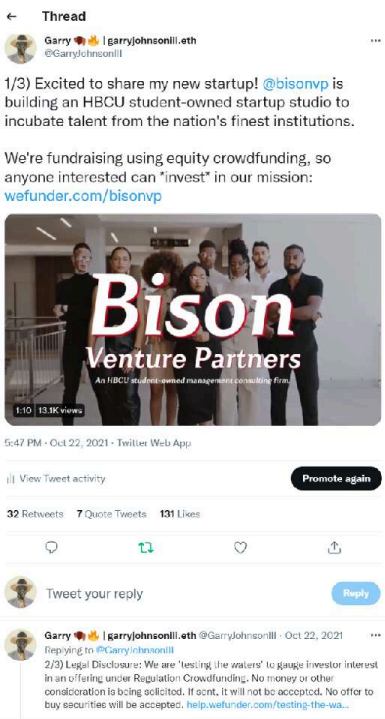 Thread
Garry | garryjohnsoniii.eth
@GarryJohnsonIII
1/3) Excited to share my new startup! @bisonvp is
building an HBCU student-owned startup studio to
incubate talent from the nation's finest institutions.
We're fundraising using equity crowdfunding, so
anyone interested can *invest* in our mission:
wefunder.com/bisonvp
Bison
Venture Partners
An HBCU student-owned management consulting firm.
1:10 13.1K views
5:47 PM · Oct 22, 2021 · Twitter Web App
View Tweet activity
Promote again
32 Retweets 7 Quote Tweets 131 Likes
Tweet your reply
Reply
Garry | garryjohnsoniii.eth @GarryJohnsonIII · Oct 22, 2021
Replying to @GarryJohnsonIII
2/3) Legal Disclosure: We are 'testing the waters' to gauge investor interest
in an offering under Regulation Crowdfunding. No money or other
consideration is being solicited. If sent, it will not be accepted. No offer to
buy securities will be accepted. help.wefunder.com/testing-the-wa...